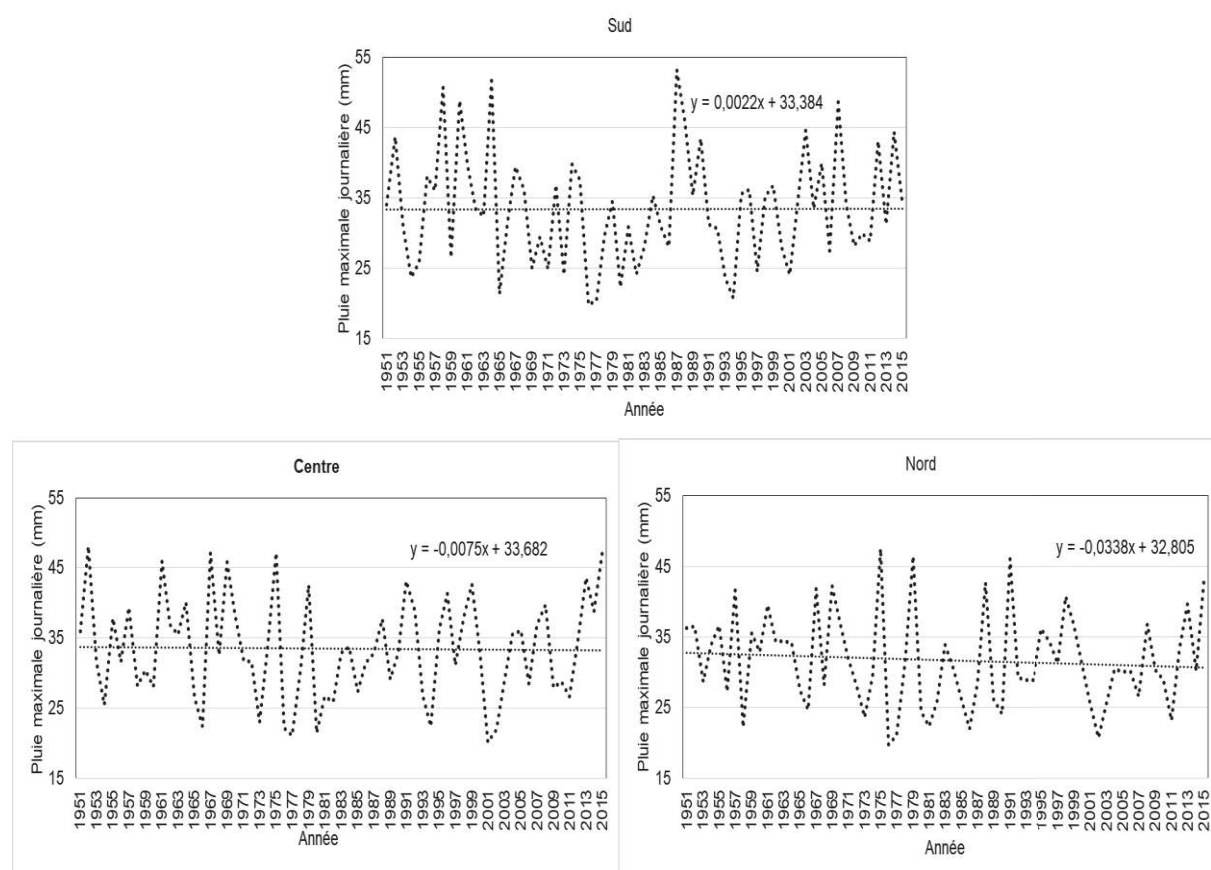 Sud
Pluie maximale journalière (mm)
55
45
35
25
15
y = 0,0022x + 33,384
1951 1953 1955 1957 1959 1961 1963 1965 1967 1969 1971 1973 1975 1977 1979 1981 1983 1985 1987 1989 1991 1993 1995 1997 1999 2001 2003 2005 2007 2009 2011 2013 2015
Année
Centre
Pluie maximale journalière (mm)
55
45
35
25
15
y = -0,0075x + 33,682
1951 1953 1955 1957 1959 1961 1963 1965 1967 1969 1971 1973 1975 1977 1979 1981 1983 1985 1987 1989 1991 1993 1995 1997 1999 2001 2003 2005 2007 2009 2011 2013 2015
Année
Nord
Pluie maximale journalière (mm)
55
45
35
25
15
y = -0,0338x + 32,805
1951 1953 1955 1957 1959 1961 1963 1965 1967 1969 1971 1973 1975 1977 1979 1981 1983 1985 1987 1989 1991 1993 1995 1997 1999 2001 2003 2005 2007 2009 2011 2013 2015
Année